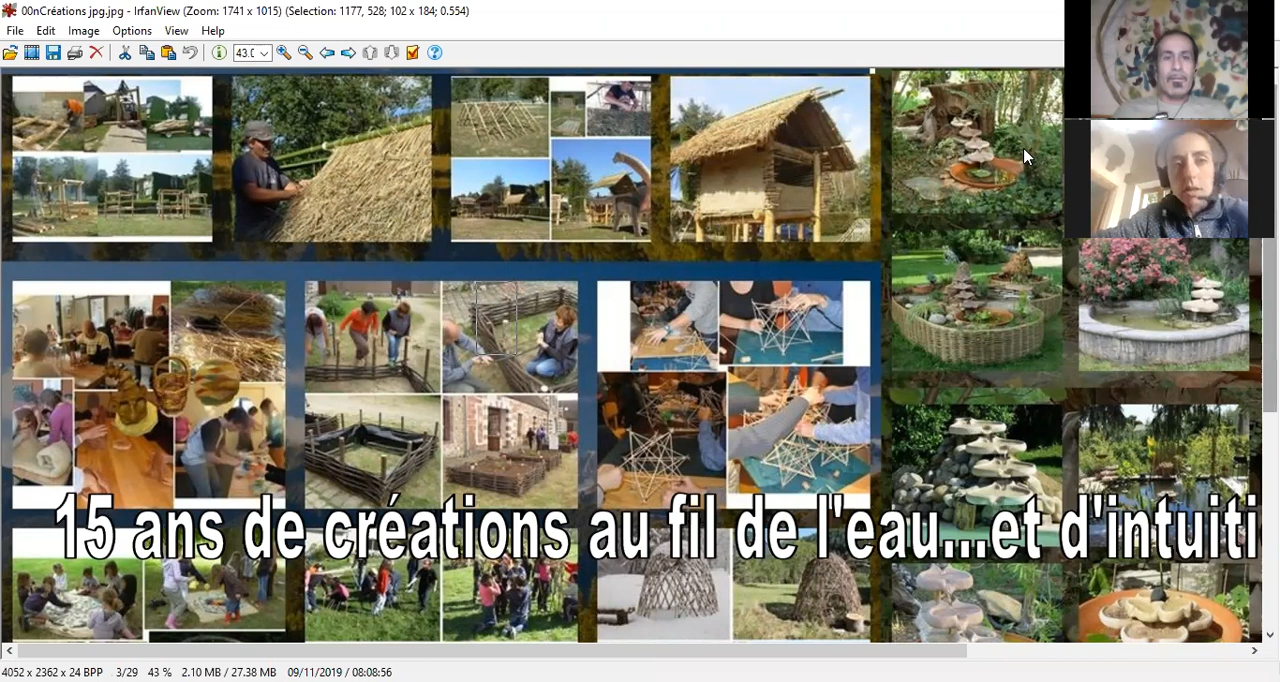 00nCréations jpg.jpg - IrfanView (Zoom: 1741 x 1015) (Selection: 1177, 528; 102 x 184; 0.554)
File Edit Image Options View Help
43.0
15 ans de créations au fil de l'eau...et d'intuiti
4052 x 2362 x 24 BPP 3/29 43 % 2.10 MB / 27.38 MB 09/11/2019 / 08:08:56